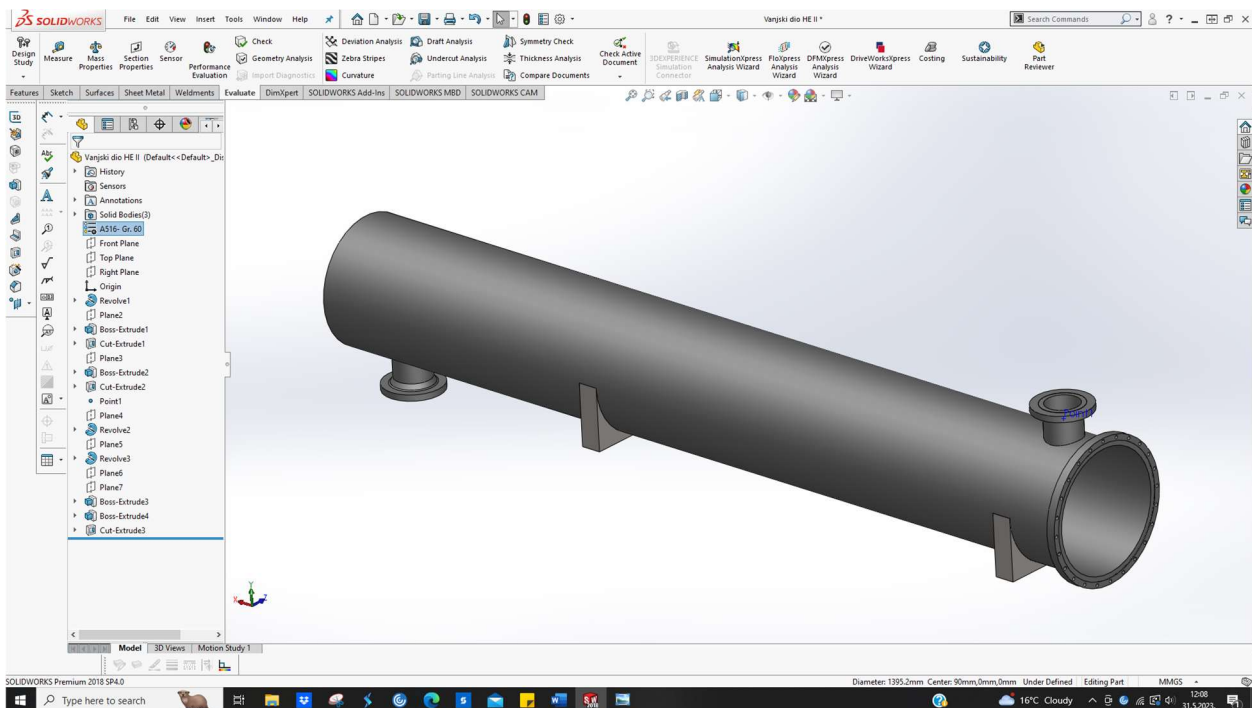 SOLIDWORKS File Edit View Insert Tools Window Help Vanjski dio HE II * Search Commands
Design Study
Measure
Mass Properties
Section Properties
Sensor
Performance Evaluation
Check
Geometry Analysis
Import Diagnostics
Deviation Analysis
Zebra Stripes
Curvature
Draft Analysis
Undercut Analysis
Parting Line Analysis
Symmetry Check
Thickness Analysis
Compare Documents
Check Active Document
3DEXPERIENCE Simulation Connector
SimulationXpress Analysis Wizard
FloXpress Analysis Wizard
DFMXpress Analysis Wizard
DriveWorksXpress Wizard
Costing
Sustainability
Part Reviewer
Features Sketch Surfaces Sheet Metal Weldments Evaluate DimXpert SOLIDWORKS Add-Ins SOLIDWORKS MBD SOLIDWORKS CAM
Vanjski dio HE II (Default<<Default>_Dis
History
Sensors
Annotations
Solid Bodies(3)
A516- Gr. 60
Front Plane
Top Plane
Right Plane
Origin
Revolve1
Plane2
Boss-Extrude1
Cut-Extrude1
Plane3
Boss-Extrude2
Cut-Extrude2
Point1
Plane4
Revolve2
Plane5
Revolve3
Plane6
Plane7
Boss-Extrude3
Boss-Extrude4
Cut-Extrude3
Model 3D Views Motion Study 1
SOLIDWORKS Premium 2018 SP4.0 Diameter: 1395.2mm Center: 90mm,0mm,0mm Under Defined Editing Part MMGS
Type here to search 16°C Cloudy 12:08
31.5.2023.